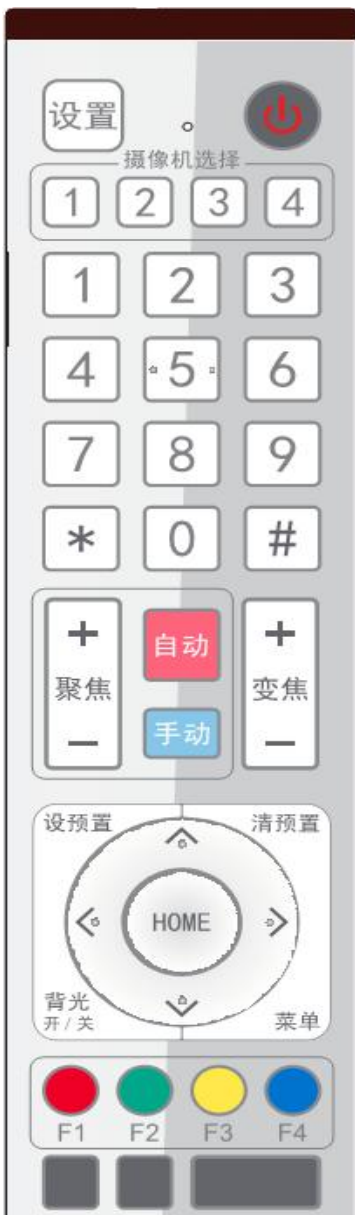 设置
摄像机选择
1 2 3 4
1 2 3
4 5 6
7 8 9
* 0 #
+ 自动 +
聚焦 变焦
- 手动 -
设预置 清预置
HOME
背光
开/关 菜单
F1 F2 F3 F4